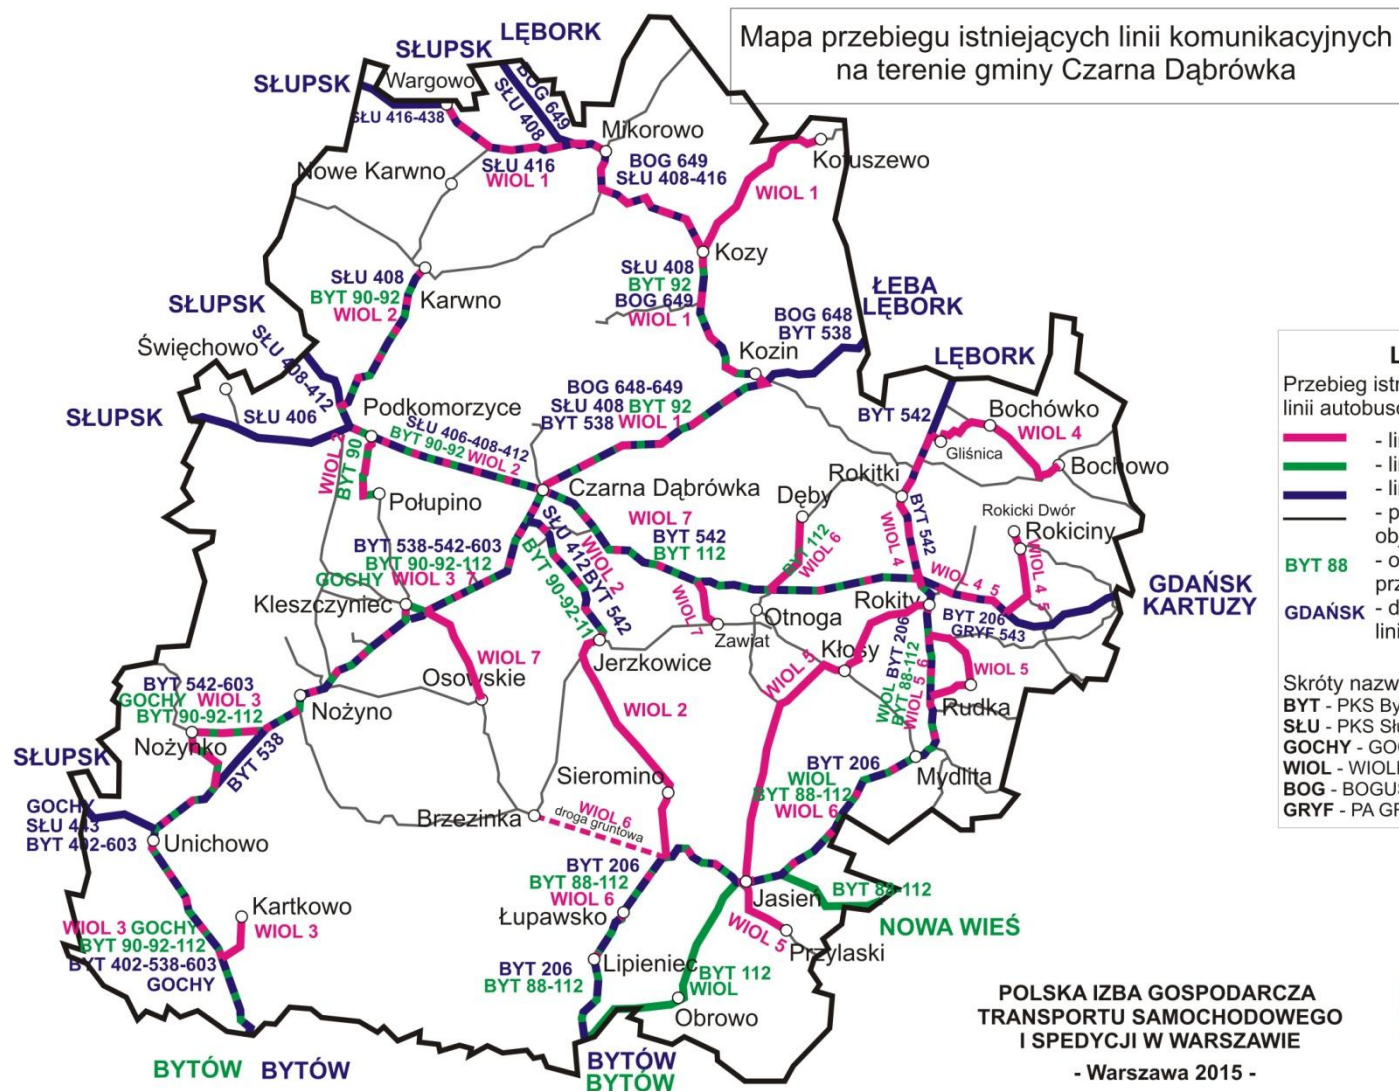 Mapa przebiegu istniejących linii komunikacyjnych
na terenie gminy Czarna Dąbrówka
LĘBORK
SŁUPSK
SŁUPSK
Wargowo
SŁU 416-438
BOG 649
SŁU 408
Mikorowo
Nowe Karwno
SŁU 416
WIOL 1
BOG 649
SŁU 408-416
Kotuszewo
WIOL 1
Kozy
SŁU 408
BYT 90-92
WIOL 2
Karwno
SŁU 408
BYT 92
BOG 649
WIOL 1
ŁEBA
LĘBORK
BOG 648
BYT 538
SŁUPSK
Święchowo
SŁU 408-412
Kozin
LĘBORK
SŁUPSK
SŁU 406
Podkomorzyce
SŁU 406-408-412
BYT 90-92 WIOL 2
BOG 648-649
SŁU 408 BYT 92
BYT 538 WIOL 1
BYT 542
Bochówko
WIOL 4
Gliśnica
Bochowo
WIOL 2
BYT 90
Połupino
Czarna Dąbrówka
Dęby
Rokitki
Rokicki Dwór
Rokiciny
WIOL 4 5
BYT 538-542-603
BYT 90-92-112
GOCHY WIOL 3 7
SŁU 412
BYT 542
WIOL 2
BYT 90-92-11
WIOL 7
BYT 542
BYT 112
BYT 112
WIOL 6
BYT 542
WIOL 4
WIOL 4 5
Kleszczyniec
WIOL 7
Zawiat
Otnoga
Rokity
BYT 206
GRYF 543
GDAŃSK
KARTUZY
Jerzkowice
WIOL 7
Osowskie
Kłosy
WIOL 5
BYT 206
WIOL
BYT 88-112
WIOL 5 6
WIOL 5
Rudka
BYT 542-603
GOCHY WIOL 3
BYT 90-92-112
Nożyno
Nożynko
BYT 538
WIOL 2
SŁUPSK
Sieromino
BYT 206
WIOL
BYT 88-112
WIOL 6
Mydlita
GOCHY
SŁU 443
BYT 402-603
Unichowo
Brzezinka
WIOL 6
droga gruntowa
BYT 206
BYT 88-112
WIOL 6
Łupawsko
Jasień
BYT 88-112
NOWA WIEŚ
Kartkowo
WIOL 3
WIOL 3 GOCHY
BYT 90-92-112
BYT 402-538-603
GOCHY
WIOL 5
Przylaski
Lipieniec
BYT 206
BYT 88-112
BYT 112
WIOL
Obrowo
BYTÓW
BYTÓW
BYTÓW
BYTÓW
Przebieg
linii
- 
- 
- 
- 
BYT 88
- 
GDAŃSK
- 
Skróty
BYT - PKS
SŁU - PKS
GOCHY -
WIOL -
BOG -
GRYF - PA
POLSKA IZBA GOSPODARCZA
TRANSPORTU SAMOCHODOWEGO
I SPEDYCJI W WARSZAWIE
- Warszawa 2015 -